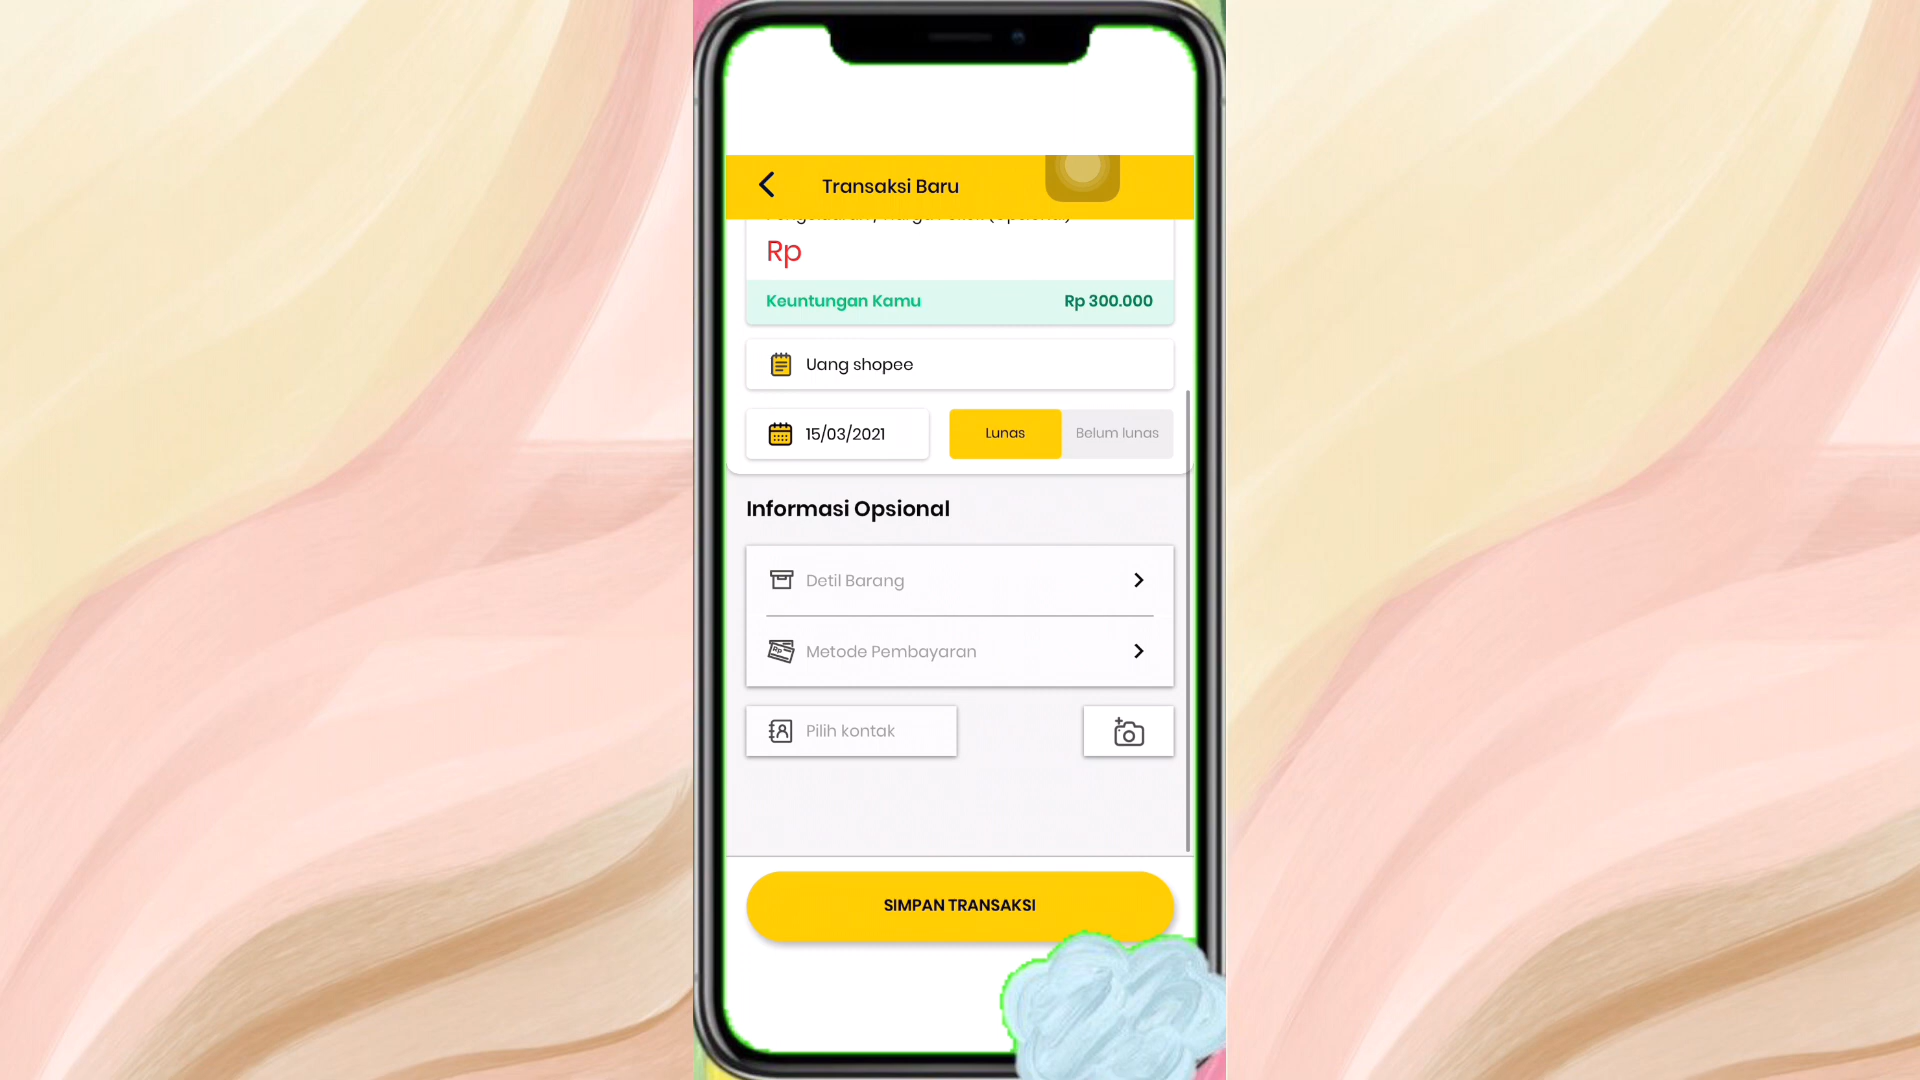 Transaksi Baru
Rp
Keuntungan Kamu Rp 300.000
Uang shopee
15/03/2021 Lunas Belum lunas
Informasi Opsional
Detil Barang
Metode Pembayaran
Pilih kontak
SIMPAN TRANSAKSI